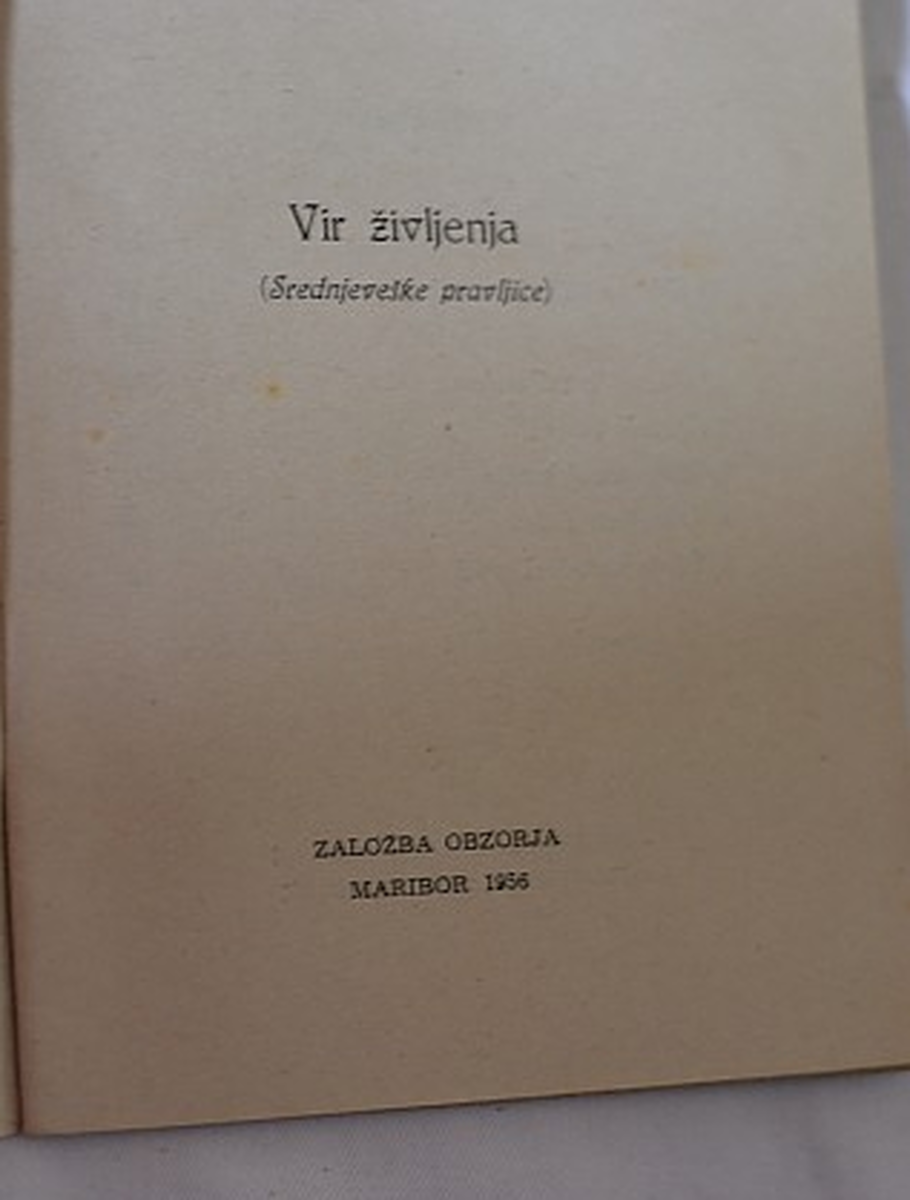 Vir življenja
(Srednjeveške pravljice)
ZALOŽBA OBZORJA
MARIBOR 1956